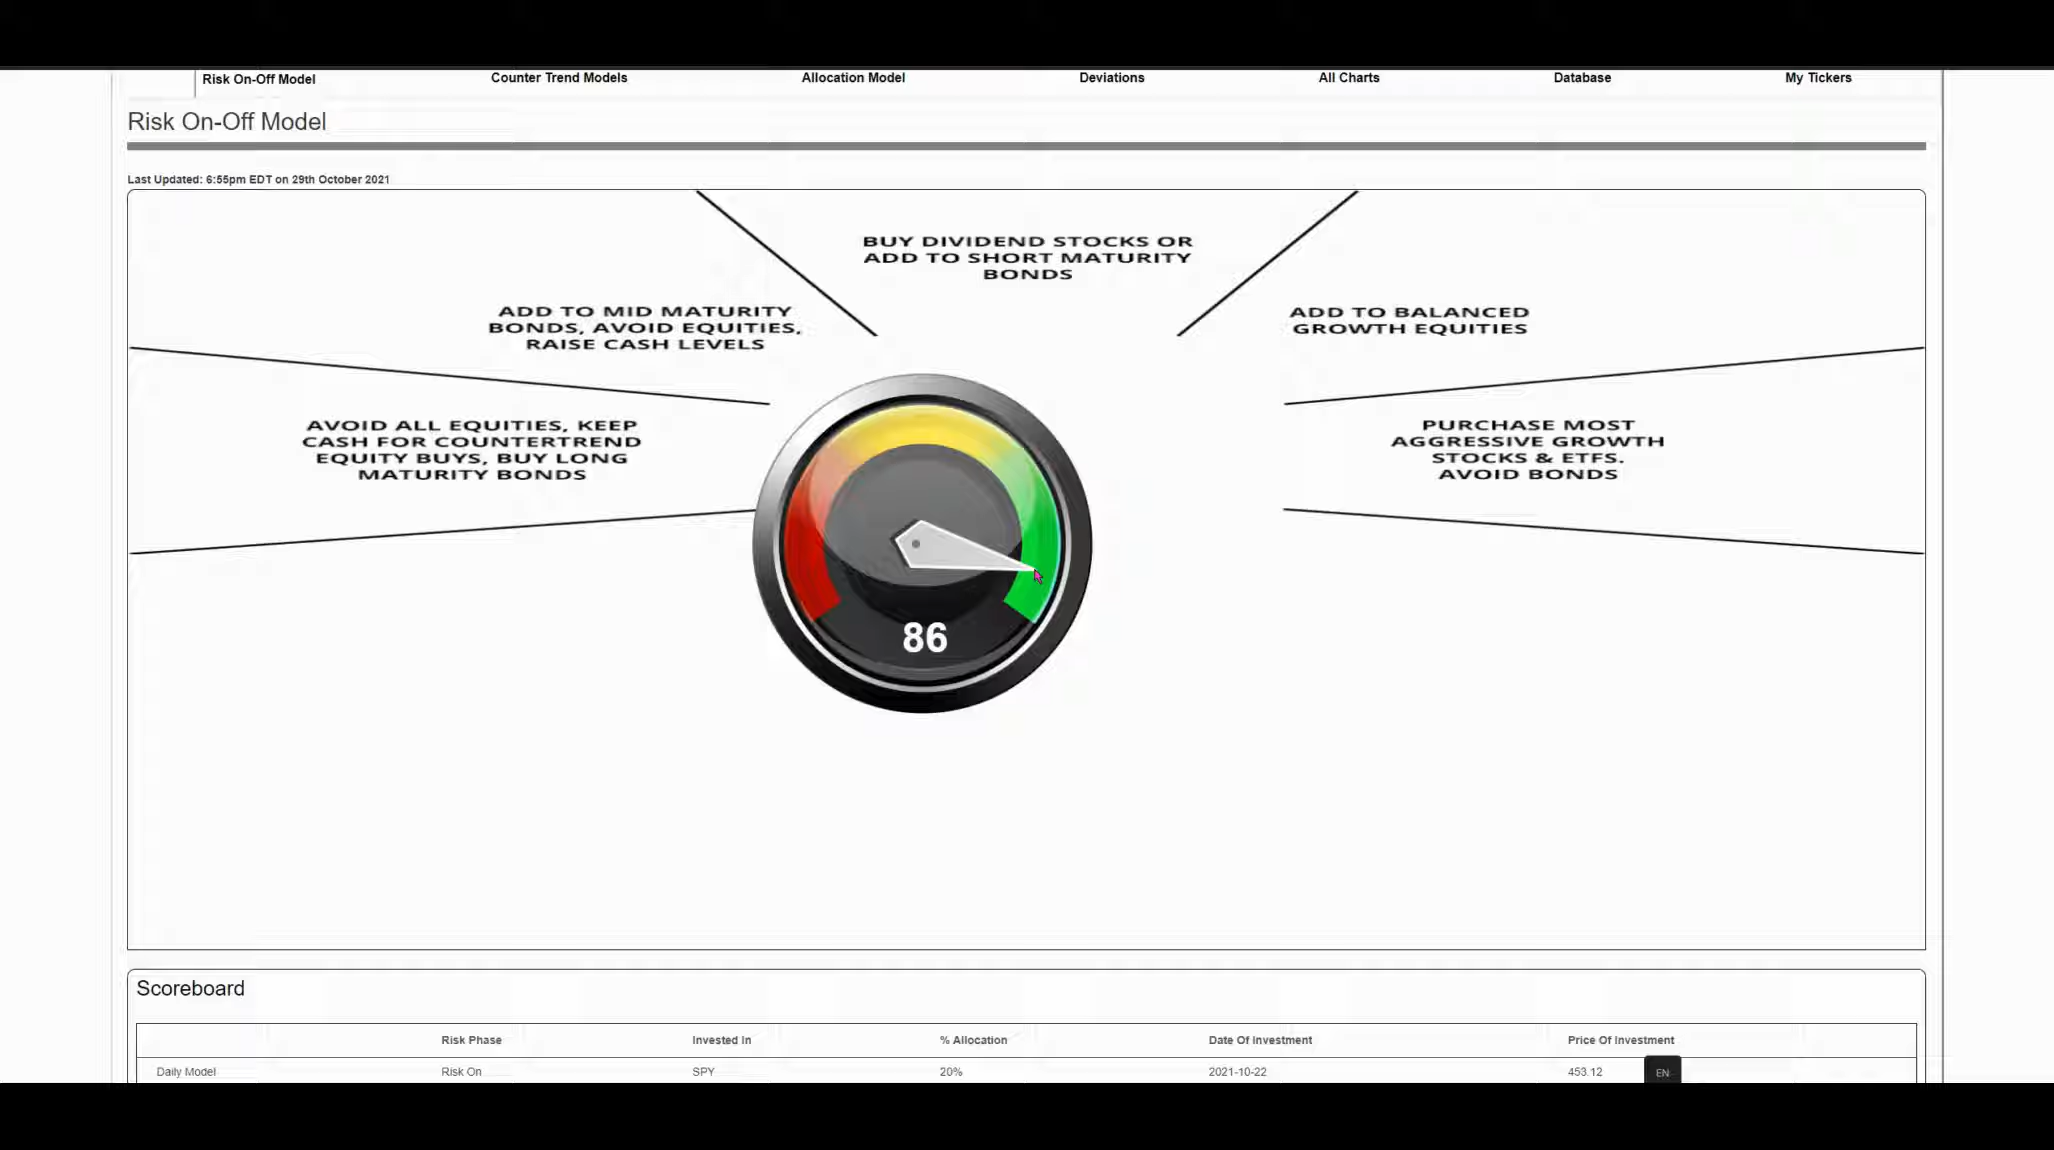 Risk On-Off Model Counter Trend Models Allocation Model Deviations All Charts Database My Tickers
Risk On-Off Model
Last Updated: 6:55pm EDT on 29th October 2021
BUY DIVIDEND STOCKS OR
ADD TO SHORT MATURITY
BONDS
ADD TO MID MATURITY
BONDS, AVOID EQUITIES,
RAISE CASH LEVELS
ADD TO BALANCED
GROWTH EQUITIES
AVOID ALL EQUITIES, KEEP
CASH FOR COUNTERTREND
EQUITY BUYS, BUY LONG
MATURITY BONDS
PURCHASE MOST
AGGRESSIVE GROWTH
STOCKS & ETFS.
AVOID BONDS
86
Scoreboard
Risk Phase Invested In % Allocation Date Of Investment Price Of Investment
Daily Model Risk On SPY 20% 2021-10-22 453.12 EN